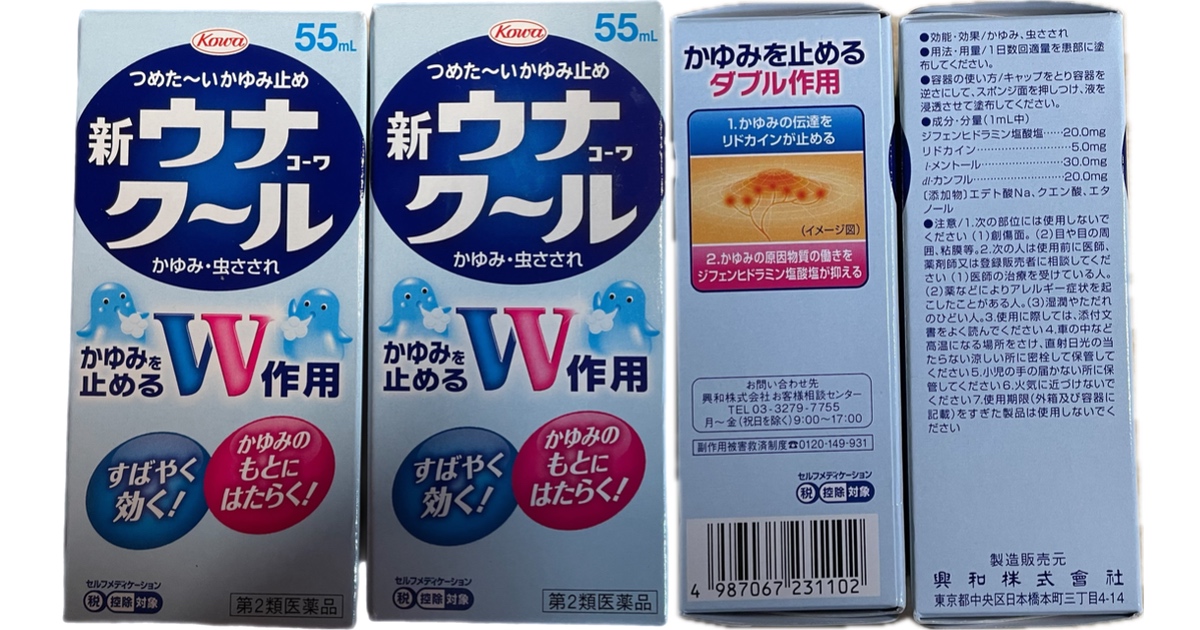 Kowa
55mL
つめた〜いかゆみ止め
新ウナ
コーワ
クール
かゆみ・虫さされ
かゆみを
止める
W作用
すばやく
効く!
かゆみの
もとに
はたらく!
セルフメディケーション
税 控除 対象
第2類医薬品
Kowa
55mL
つめた〜いかゆみ止め
新ウナ
コーワ
クール
かゆみ・虫さされ
かゆみを
止める
W作用
すばやく
効く!
かゆみの
もとに
はたらく!
セルフメディケーション
税 控除 対象
第2類医薬品
かゆみを止める
ダブル作用
1.かゆみの伝達を
リドカインが止める
(イメージ図)
2.かゆみの原因物質の働きを
ジフェンヒドラミン塩酸塩が抑える
お問い合わせ先
興和株式会社 お客様相談センター
TEL 03-3279-7755
月〜金(祝日を除く)9:00〜17:00
副作用被害救済制度☎0120-149-931
セルフメディケーション
税 控除 対象
4 987067 231102
●効能・効果/かゆみ、虫さされ
●用法・用量/1日数回適量を患部に塗
布してください。
●容器の使い方/キャップをとり容器を
逆さにして、スポンジ面を押しつけ、液を
浸透させて塗布してください。
●成分・分量(1mL中)
ジフェンヒドラミン塩酸塩……20.0mg
リドカイン……………………5.0mg
l-メントール…………………30.0mg
dl-カンフル…………………20.0mg
〔添加物〕エデト酸Na、クエン酸、エタ
ノール
●注意/1.次の部位には使用しないで
ください (1)創傷面。(2)目や目の周
囲、粘膜等。2.次の人は使用前に医師、
薬剤師又は登録販売者に相談してくだ
さい (1)医師の治療を受けている人。
(2)薬などによりアレルギー症状を起
こしたことがある人。(3)湿潤やただれ
のひどい人。3.使用に際しては、添付文
書をよく読んでください 4.車の中など
高温になる場所をさけ、直射日光の当
たらない涼しい所に密栓して保管して
ください 5.小児の手の届かない所に保
管してください 6.火気に近づけないで
ください 7.使用期限(外箱及び容器に
記載)をすぎた製品は使用しないでく
ださい
製造販売元
興和株式會社
東京都中央区日本橋本町三丁目4-14